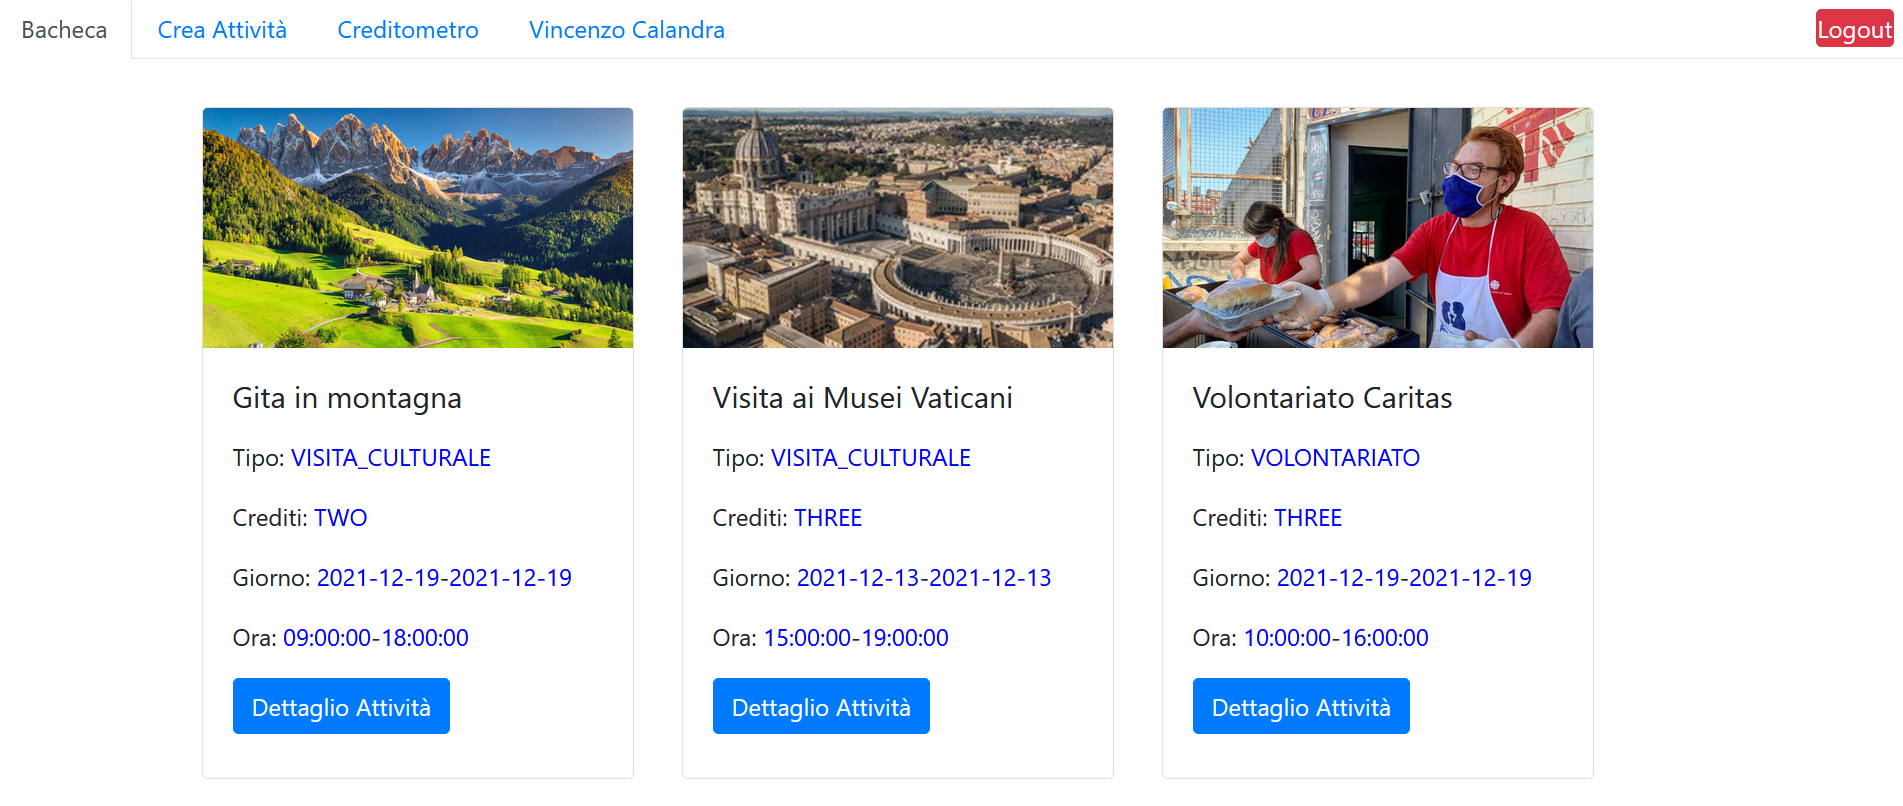 Bacheca Crea Attività Creditometro Vincenzo Calandra Logout
Gita in montagna
Tipo: VISITA_CULTURALE
Crediti: TWO
Giorno: 2021-12-19-2021-12-19
Ora: 09:00:00-18:00:00
Dettaglio Attività
Visita ai Musei Vaticani
Tipo: VISITA_CULTURALE
Crediti: THREE
Giorno: 2021-12-13-2021-12-13
Ora: 15:00:00-19:00:00
Dettaglio Attività
Volontariato Caritas
Tipo: VOLONTARIATO
Crediti: THREE
Giorno: 2021-12-19-2021-12-19
Ora: 10:00:00-16:00:00
Dettaglio Attività